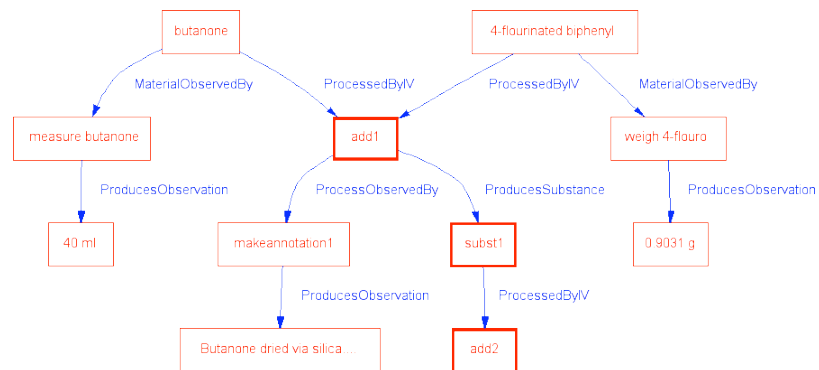 butanone
4-flourinated biphenyl
MaterialObservedBy
ProcessedByIV
ProcessedByIV
MaterialObservedBy
measure butanone
add1
weigh 4-flouro
ProducesObservation
ProcessObservedBy
ProducesSubstance
ProducesObservation
40 ml
makeannotation1
subst1
0.9031 g
ProducesObservation
ProcessedByIV
Butanone dried via silica....
add2